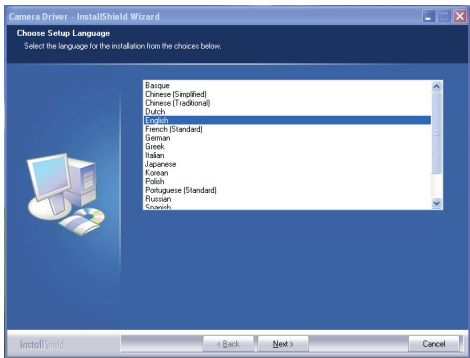 Camera Driver - InstallShield Wizard
Choose Setup Language
Select the language for the installation from the choices below.
Basque
Chinese (Simplified)
Chinese (Traditional)
Dutch
English
French (Standard)
German
Greek
Italian
Japanese
Korean
Polish
Portuguese (Standard)
Russian
Spanish
InstallShield
< Back
Next >
Cancel